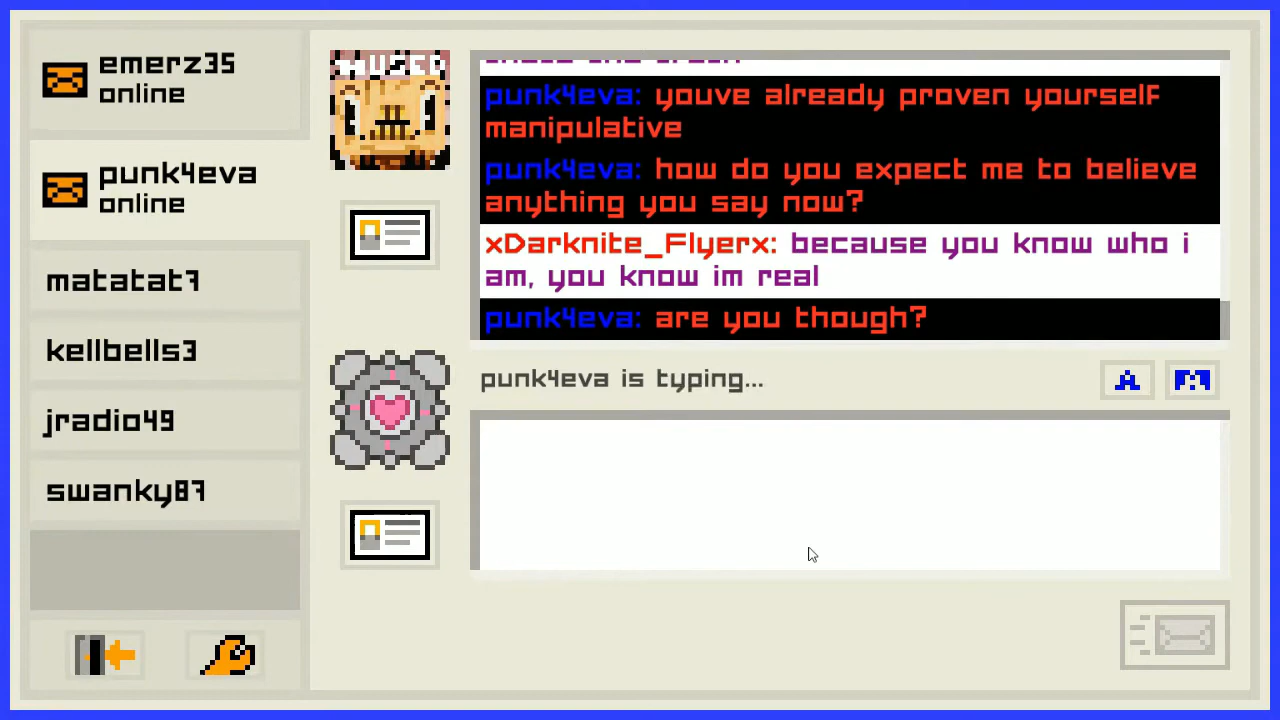 emerz35
online
punk4eva
online
matatat7
kellbells3
jradio49
swanky87
MUSED
punk4eva: youve already proven yourself
manipulative
punk4eva: how do you expect me to believe
anything you say now?
xDarknite_Flyerx: because you know who i
am, you know im real
punk4eva: are you though?
punk4eva is typing...
A